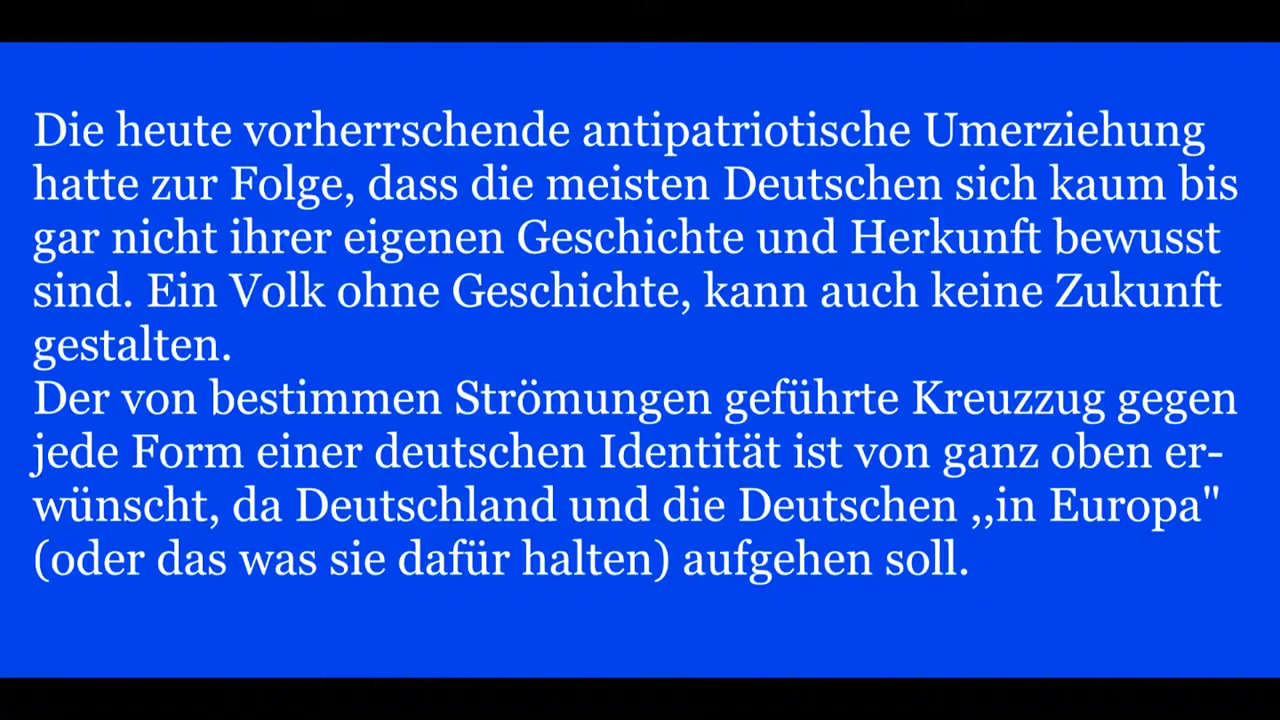 Die heute vorherrschende antipatriotische Umerziehung
hatte zur Folge, dass die meisten Deutschen sich kaum bis
gar nicht ihrer eigenen Geschichte und Herkunft bewusst
sind. Ein Volk ohne Geschichte, kann auch keine Zukunft
gestalten.
Der von bestimmen Strömungen geführte Kreuzzug gegen
jede Form einer deutschen Identität ist von ganz oben er-
wünscht, da Deutschland und die Deutschen ,,in Europa"
(oder das was sie dafür halten) aufgehen soll.